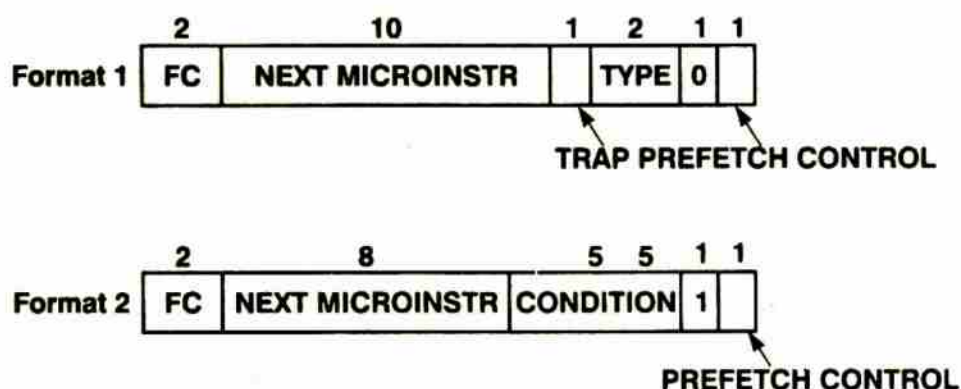 2 10 1 2 1 1
Format 1 FC NEXT MICROINSTR TYPE 0
TRAP PREFETCH CONTROL
2 8 5 5 1 1
Format 2 FC NEXT MICROINSTR CONDITION 1
PREFETCH CONTROL